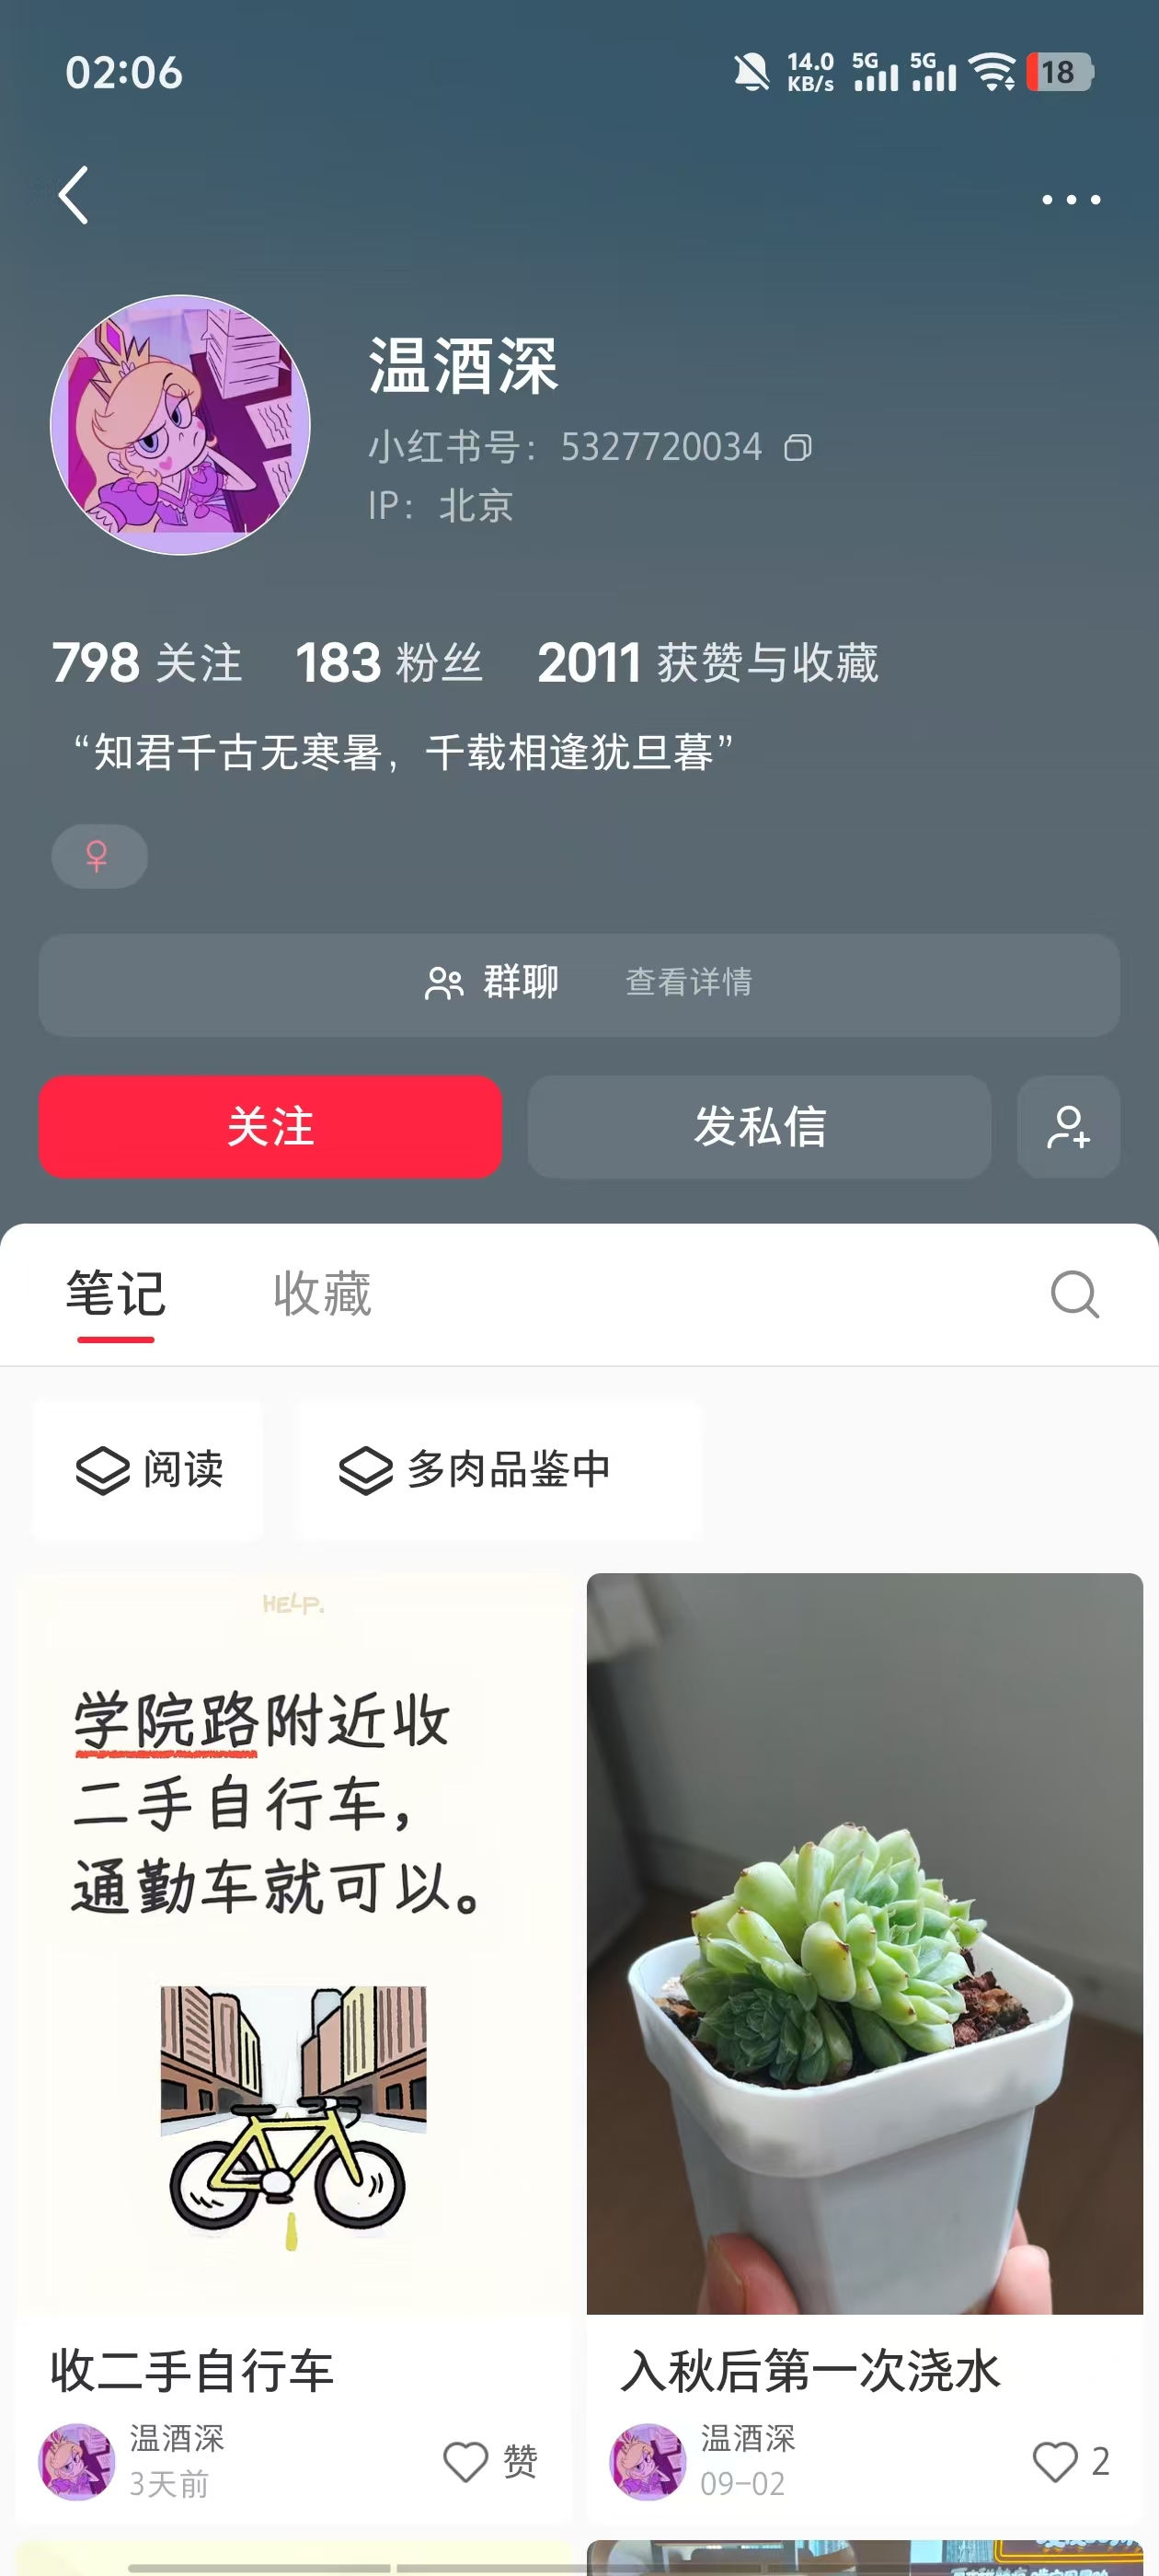 02:06
14.0
KB/s
5G
5G
18
温酒深
小红书号：5327720034
IP：北京
798 关注 183 粉丝 2011 获赞与收藏
“知君千古无寒暑，千载相逢犹旦暮”
♀
群聊 查看详情
关注
发私信
笔记
收藏
阅读
多肉品鉴中
HELP.
学院路附近收
二手自行车，
通勤车就可以。
收二手自行车
温酒深
3天前
赞
入秋后第一次浇水
温酒深
09-02
2